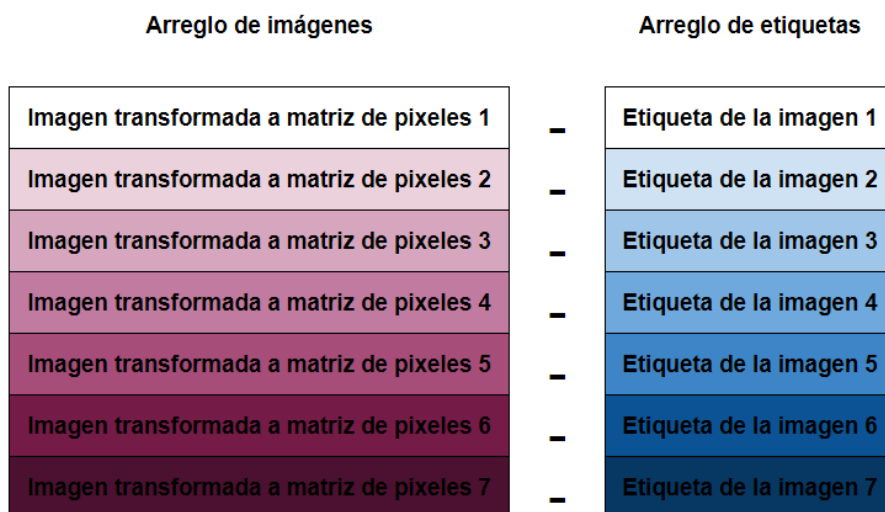 Arreglo de imágenes Arreglo de etiquetas
Imagen transformada a matriz de pixeles 1 - Etiqueta de la imagen 1
Imagen transformada a matriz de pixeles 2 - Etiqueta de la imagen 2
Imagen transformada a matriz de pixeles 3 - Etiqueta de la imagen 3
Imagen transformada a matriz de pixeles 4 - Etiqueta de la imagen 4
Imagen transformada a matriz de pixeles 5 - Etiqueta de la imagen 5
Imagen transformada a matriz de pixeles 6 - Etiqueta de la imagen 6
Imagen transformada a matriz de pixeles 7 - Etiqueta de la imagen 7